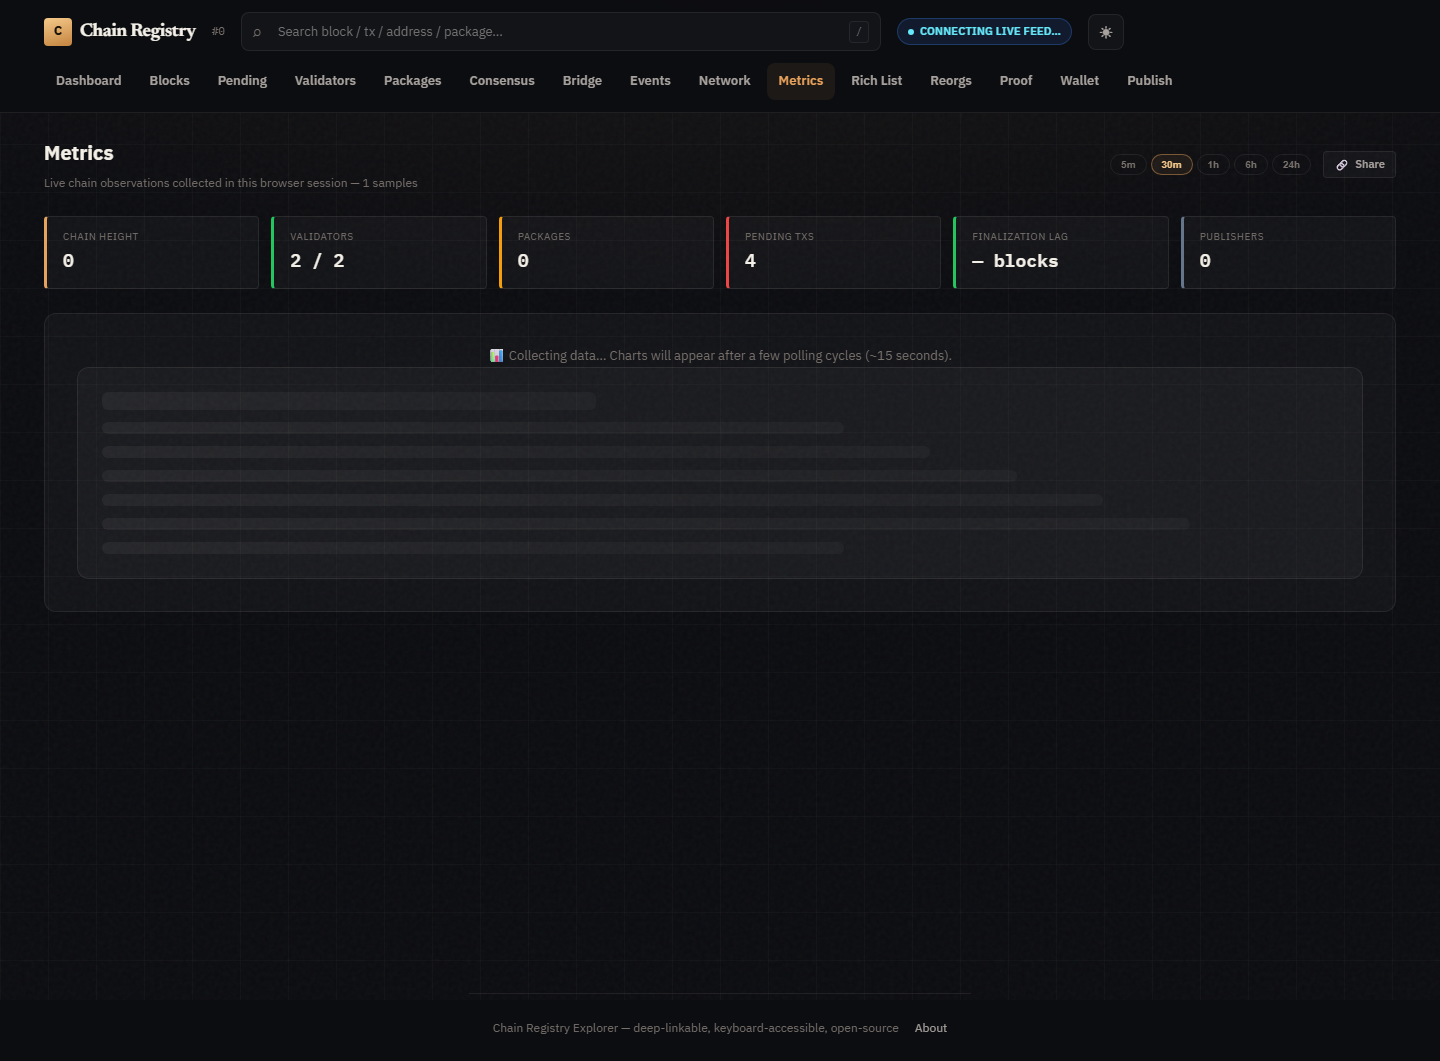 C Chain Registry #0 Search block / tx / address / package… / CONNECTING LIVE FEED…
Dashboard Blocks Pending Validators Packages Consensus Bridge Events Network Metrics Rich List Reorgs Proof Wallet Publish
Metrics
5m 30m 1h 6h 24h Share
Live chain observations collected in this browser session — 1 samples
CHAIN HEIGHT VALIDATORS PACKAGES PENDING TXS FINALIZATION LAG PUBLISHERS
0 2 / 2 0 4 — blocks 0
Collecting data… Charts will appear after a few polling cycles (~15 seconds).
Chain Registry Explorer — deep-linkable, keyboard-accessible, open-source About